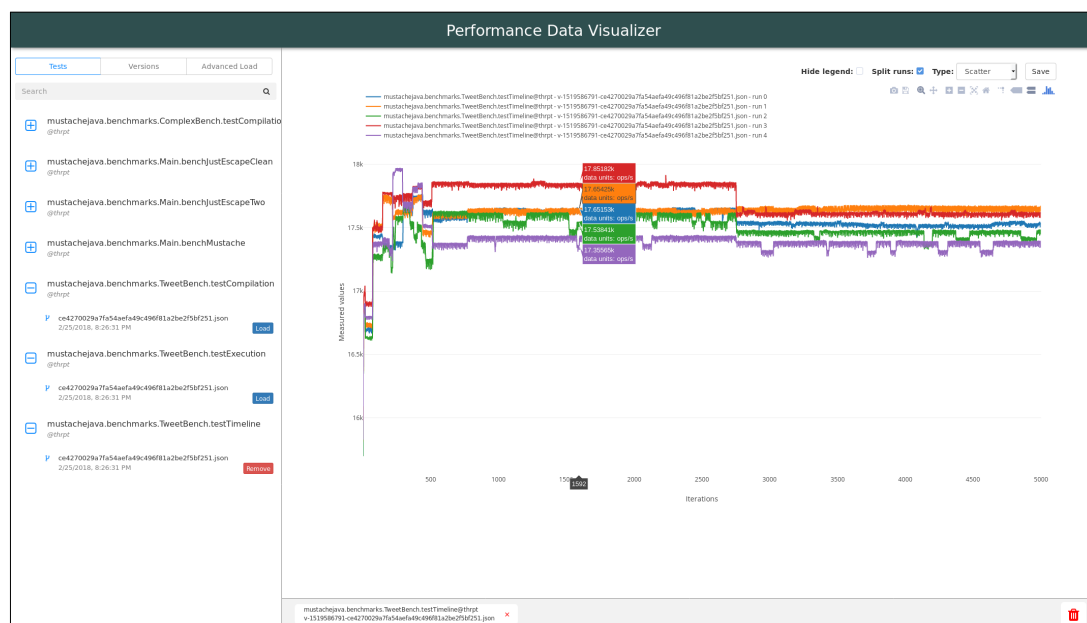 Performance Data Visualizer
Tests
Versions
Advanced Load
Search
mustachejava.benchmarks.ComplexBench.testCompilatio
@thrpt
mustachejava.benchmarks.Main.benchJustEscapeClean
@thrpt
mustachejava.benchmarks.Main.benchJustEscapeTwo
@thrpt
mustachejava.benchmarks.Main.benchMustache
@thrpt
mustachejava.benchmarks.TweetBench.testCompilation
@thrpt
ce4270029a7fa54aefa49c496f81a2be2f5bf251.json
2/25/2018, 8:26:31 PM
Load
mustachejava.benchmarks.TweetBench.testExecution
@thrpt
ce4270029a7fa54aefa49c496f81a2be2f5bf251.json
2/25/2018, 8:26:31 PM
Load
mustachejava.benchmarks.TweetBench.testTimeline
@thrpt
ce4270029a7fa54aefa49c496f81a2be2f5bf251.json
2/25/2018, 8:26:31 PM
Remove
Hide legend:
Split runs:
Type:
Scatter
Save
mustachejava.benchmarks.TweetBench.testTimeline@thrpt - v-1519586791-ce4270029a7fa54aefa49c496f81a2be2f5bf251.json - run 0
mustachejava.benchmarks.TweetBench.testTimeline@thrpt - v-1519586791-ce4270029a7fa54aefa49c496f81a2be2f5bf251.json - run 1
mustachejava.benchmarks.TweetBench.testTimeline@thrpt - v-1519586791-ce4270029a7fa54aefa49c496f81a2be2f5bf251.json - run 2
mustachejava.benchmarks.TweetBench.testTimeline@thrpt - v-1519586791-ce4270029a7fa54aefa49c496f81a2be2f5bf251.json - run 3
mustachejava.benchmarks.TweetBench.testTimeline@thrpt - v-1519586791-ce4270029a7fa54aefa49c496f81a2be2f5bf251.json - run 4
18k
17.5k
17k
16.5k
16k
Measured values
17.85182k
data units: ops/s
17.65425k
data units: ops/s
17.65153k
data units: ops/s
17.53841k
data units: ops/s
17.35565k
data units: ops/s
500
1000
1500
2000
2500
3000
3500
4000
4500
5000
1592
Iterations
mustachejava.benchmarks.TweetBench.testTimeline@thrpt
v-1519586791-ce4270029a7fa54aefa49c496f81a2be2f5bf251.json